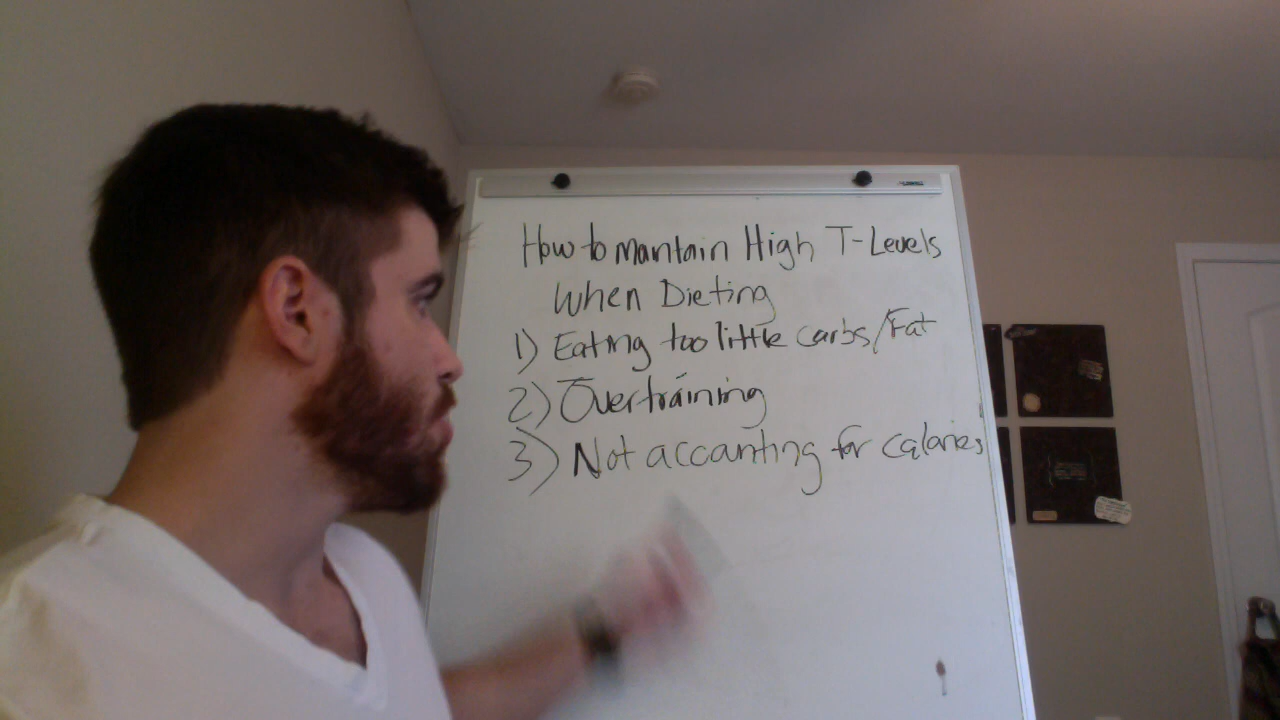 How to mantain High T-Levels
When Dieting
1) Eating too little carbs/Fat
2) Overtraining
3) Not accounting for calories